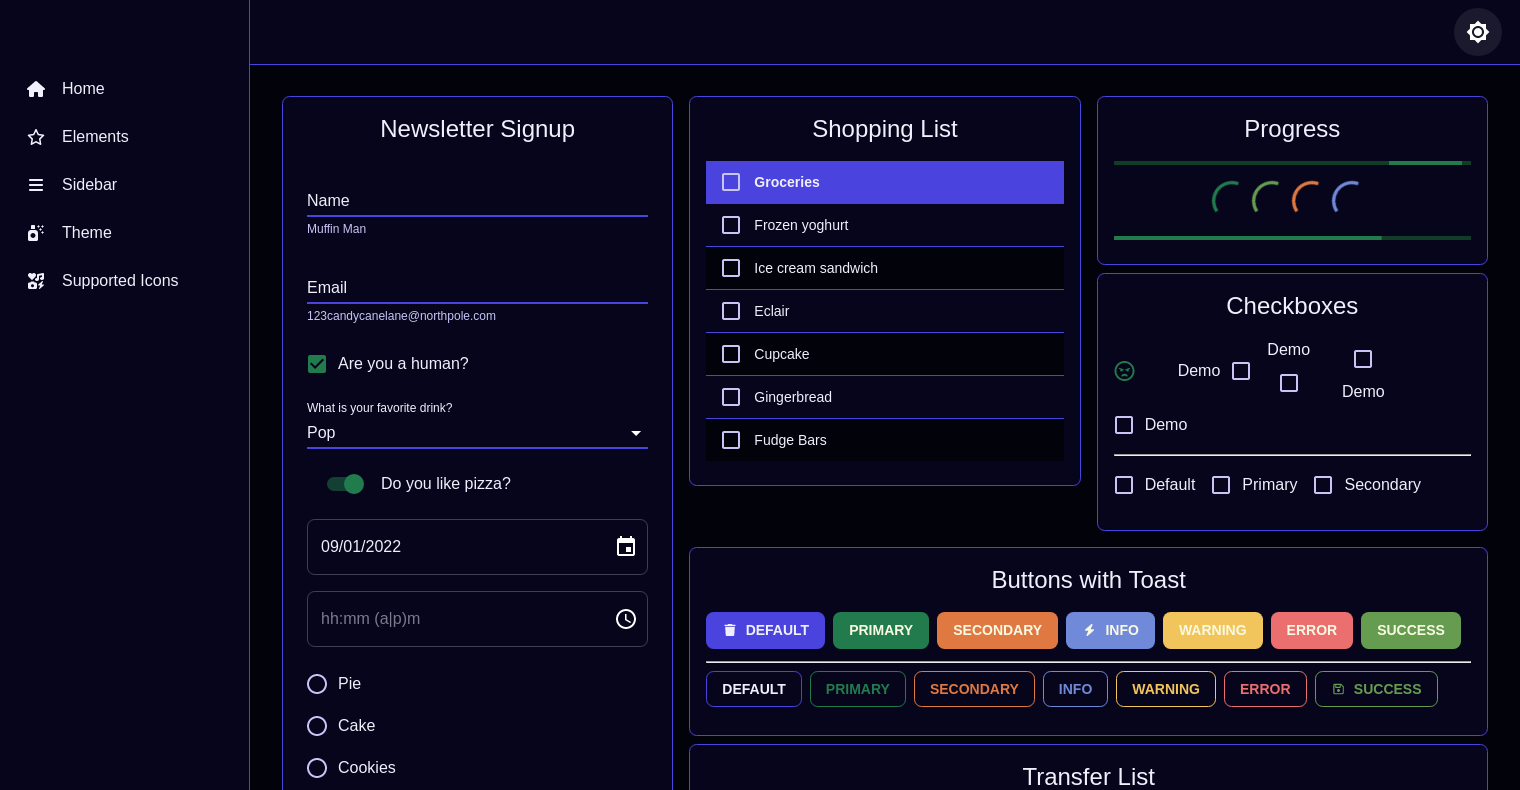 Home
Elements
Sidebar
Theme
Supported Icons
Newsletter Signup
Name
Muffin Man
Email
123candycanelane@northpole.com
Are you a human?
What is your favorite drink?
Pop
Do you like pizza?
09/01/2022
hh:mm (a|p)m
Pie
Cake
Cookies
Shopping List
Groceries
Frozen yoghurt
Ice cream sandwich
Eclair
Cupcake
Gingerbread
Fudge Bars
Progress
Checkboxes
Demo
Demo
Demo
Demo
Default Primary Secondary
Buttons with Toast
DEFAULT PRIMARY SECONDARY INFO WARNING ERROR SUCCESS
DEFAULT PRIMARY SECONDARY INFO WARNING ERROR SUCCESS
Transfer List